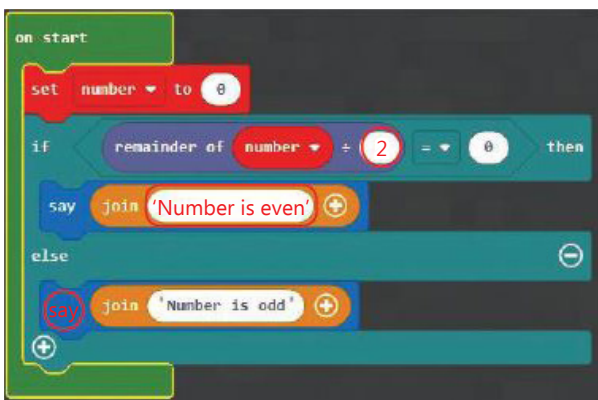 on start
set number to 0
if remainder of number ÷ 2 = 0 then
say join ‘Number is even’
else
say join 'Number is odd'